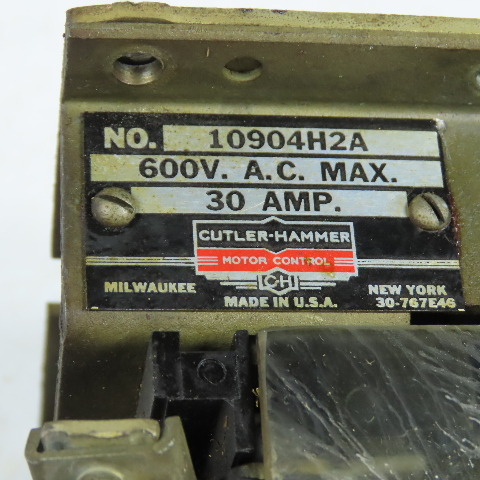 NO. 10904H2A
600V. A.C. MAX.
30 AMP.
CUTLER-HAMMER
MOTOR CONTROL
C-H
MILWAUKEE NEW YORK
MADE IN U.S.A. 30-767E46